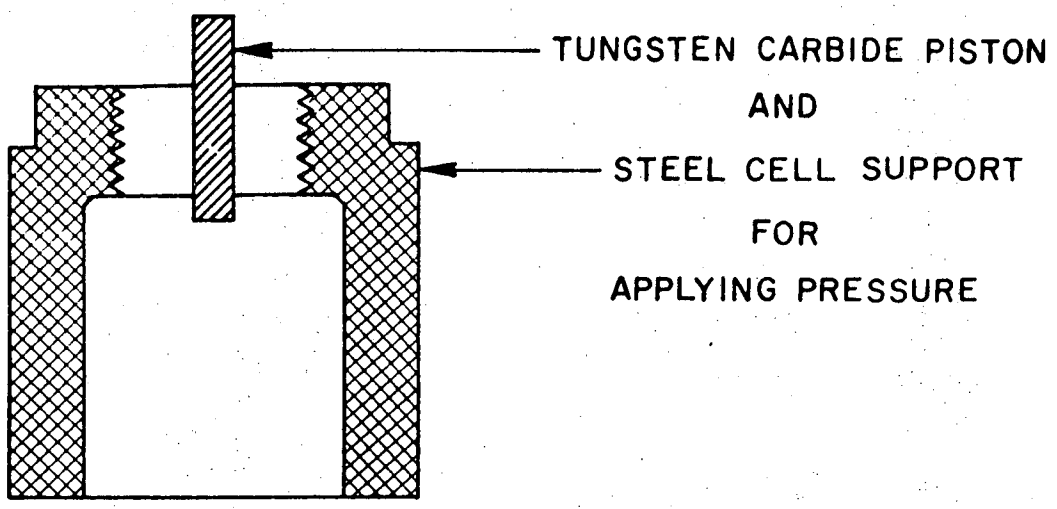 TUNGSTEN CARBIDE PISTON
AND
STEEL CELL SUPPORT
FOR
APPLYING PRESSURE